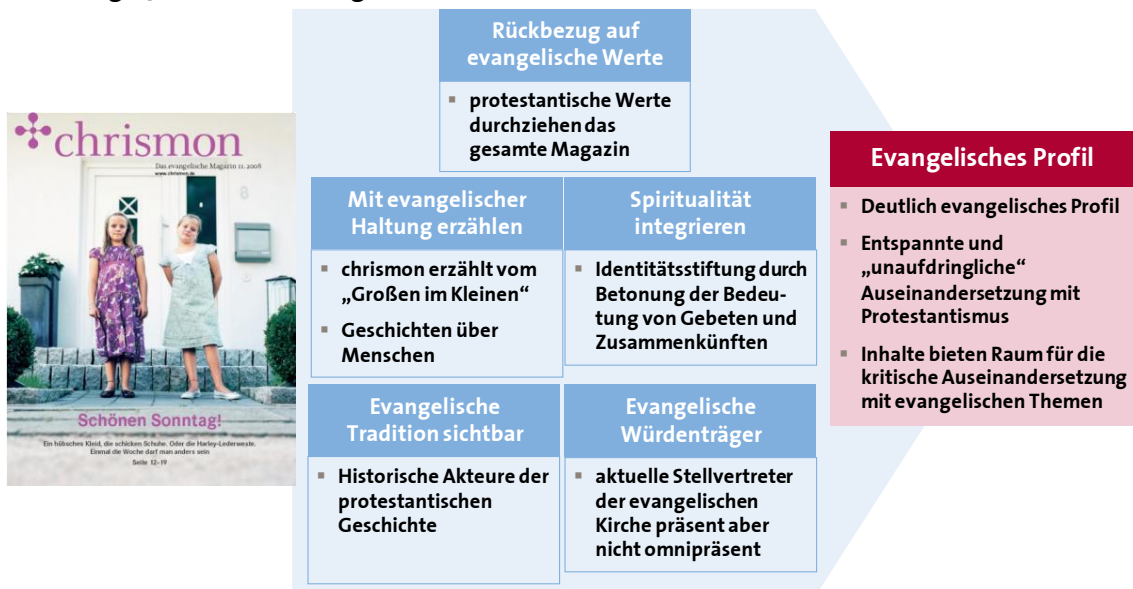 Rückbezug auf
evangelische Werte
▪ protestantische Werte
durchziehen das
gesamte Magazin
chrismon
Das evangelische Magazin 11.2008
www.chrismon.de
8
Schönen Sonntag!
Ein hübsches Kleid, die schicken Schuhe. Oder die Harley-Lederweste.
Einmal die Woche darf man anders sein
Seite 12–19
Mit evangelischer
Haltung erzählen
▪ chrismon erzählt vom
„Großen im Kleinen“
▪ Geschichten über
Menschen
Spiritualität
integrieren
▪ Identitätsstiftung durch
Betonung der Bedeu-
tung von Gebeten und
Zusammenkünften
Evangelische
Tradition sichtbar
▪ Historische Akteure der
protestantischen
Geschichte
Evangelische
Würdenträger
▪ aktuelle Stellvertreter
der evangelischen
Kirche präsent aber
nicht omnipräsent
Evangelisches Profil
▪ Deutlich evangelisches Profil
▪ Entspannte und
„unaufdringliche“
Auseinandersetzung mit
Protestantismus
▪ Inhalte bieten Raum für die
kritische Auseinandersetzung
mit evangelischen Themen